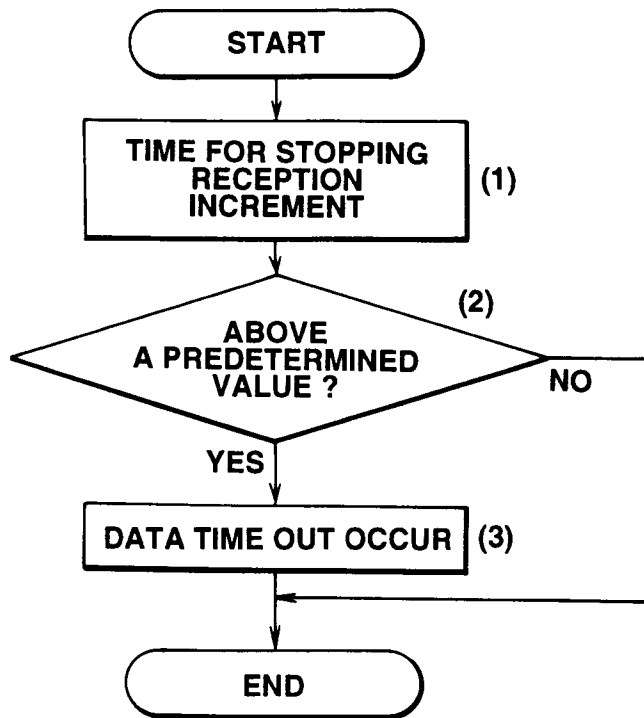 START
TIME FOR STOPPING
RECEPTION
INCREMENT
(1)
(2)
ABOVE
A PREDETERMINED
VALUE ?
NO
YES
DATA TIME OUT OCCUR
(3)
END